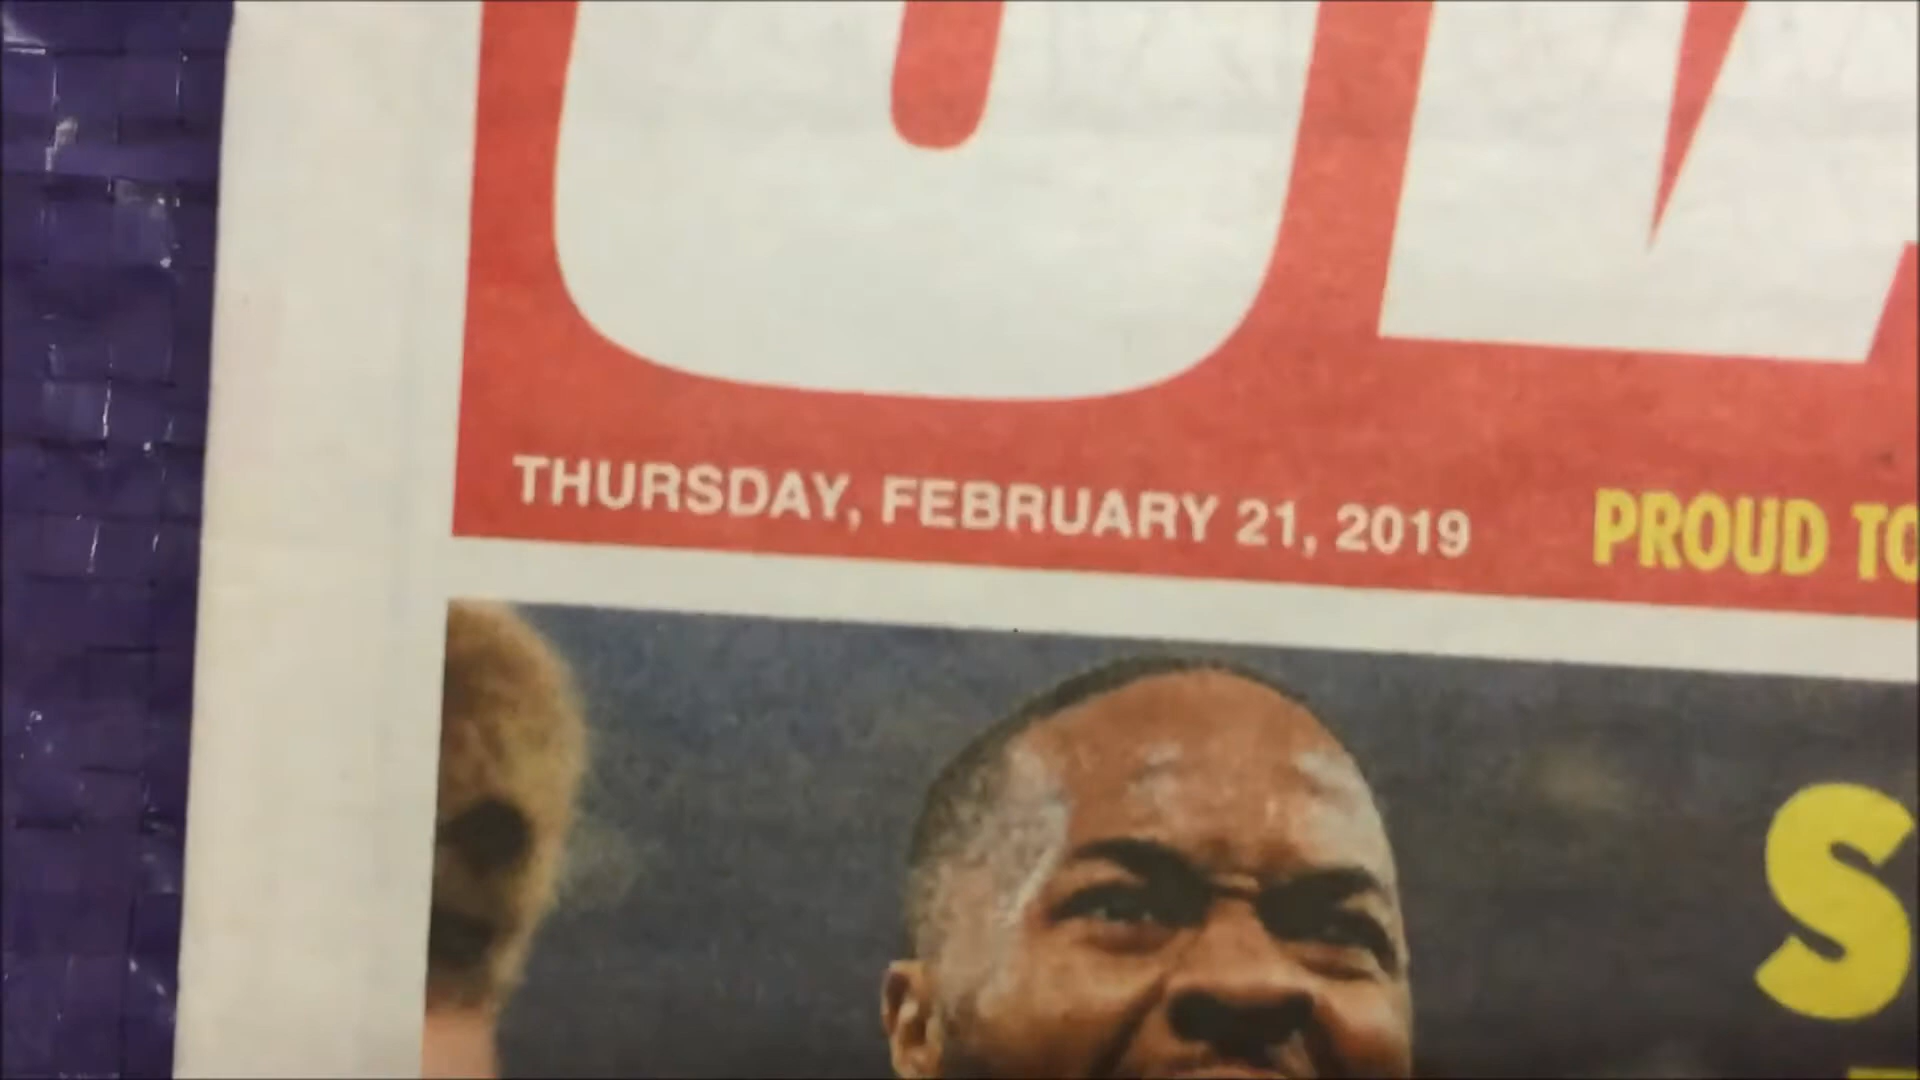 THURSDAY, FEBRUARY 21, 2019
PROUD TO
S